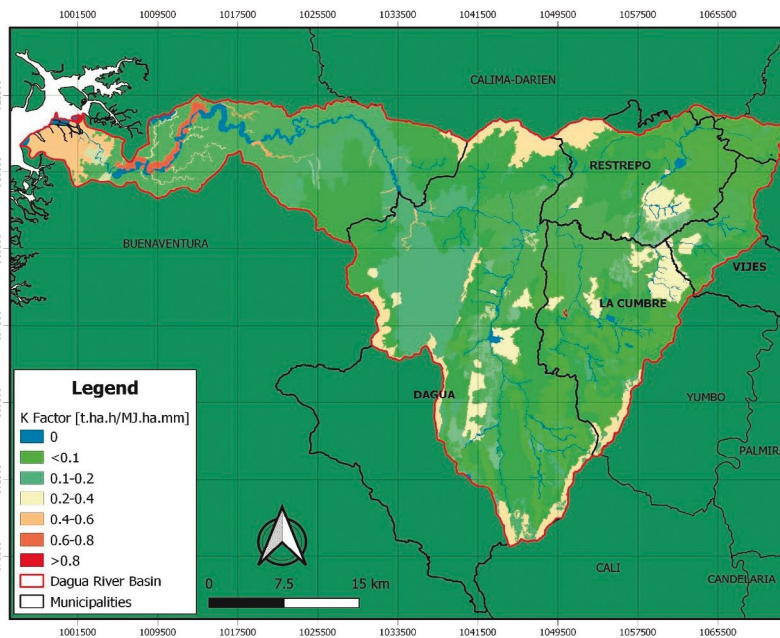 1001500 1009500 1017500 1025500 1033500 1041500 1049500 1057500 1065500
CALIMA-DARIEN
RESTREPO
BUENAVENTURA
VIJES
LA CUMBRE
DAGUA
YUMBO
PALMIRA
CALI
CANDELARIA
Legend
K Factor [t.ha.h/MJ.ha.mm]
0
<0.1
0.1-0.2
0.2-0.4
0.4-0.6
0.6-0.8
>0.8
Dagua River Basin
Municipalities
0 7.5 15 km
1001500 1009500 1017500 1025500 1033500 1041500 1049500 1057500 1065500